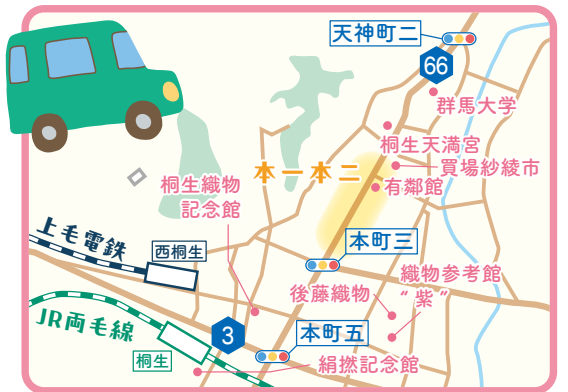 天神町二
66
群馬大学
桐生天満宮
買場紗綾市
本一本二
有鄰館
桐生織物
記念館
本町三
上毛電鉄
西桐生
織物参考館
“紫”
後藤織物
JR両毛線
3
本町五
桐生
絹撚記念館